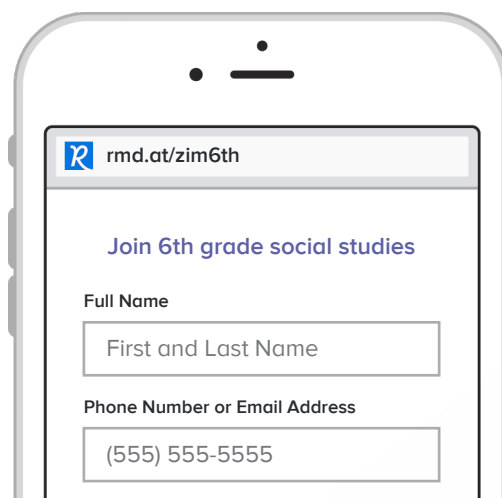 rmd.at/zim6th
Join 6th grade social studies
Full Name
First and Last Name
Phone Number or Email Address
(555) 555-5555